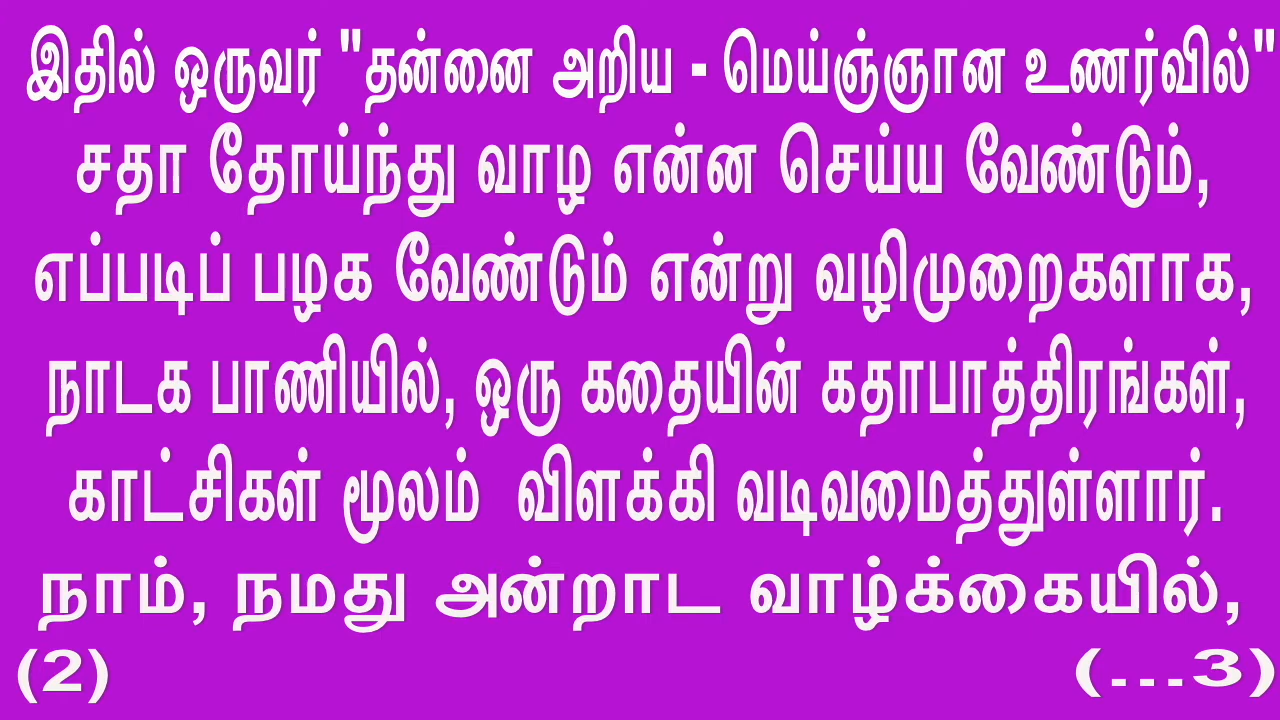 இதில் ஒருவர் "தன்னை அறிய - மெய்ஞ்ஞான உணர்வில்"
சதா தோய்ந்து வாழ என்ன செய்ய வேண்டும்,
எப்படிப் பழக வேண்டும் என்று வழிமுறைகளாக,
நாடக பாணியில், ஒரு கதையின் கதாபாத்திரங்கள்,
காட்சிகள் மூலம் விளக்கி வடிவமைத்துள்ளார்.
நாம், நமது அன்றாட வாழ்க்கையில்,
(2) (...3)